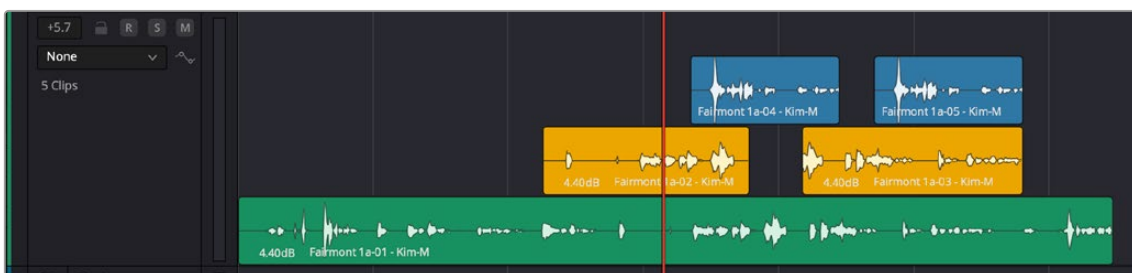 +5.7 R S M
None
5 Clips
Fairmont 1a-04 - Kim-M
Fairmont 1a-05 - Kim-M
4.40dB Fairmont 1a-02 - Kim-M
4.40dB Fairmont 1a-03 - Kim-M
4.40dB Fairmont 1a-01 - Kim-M